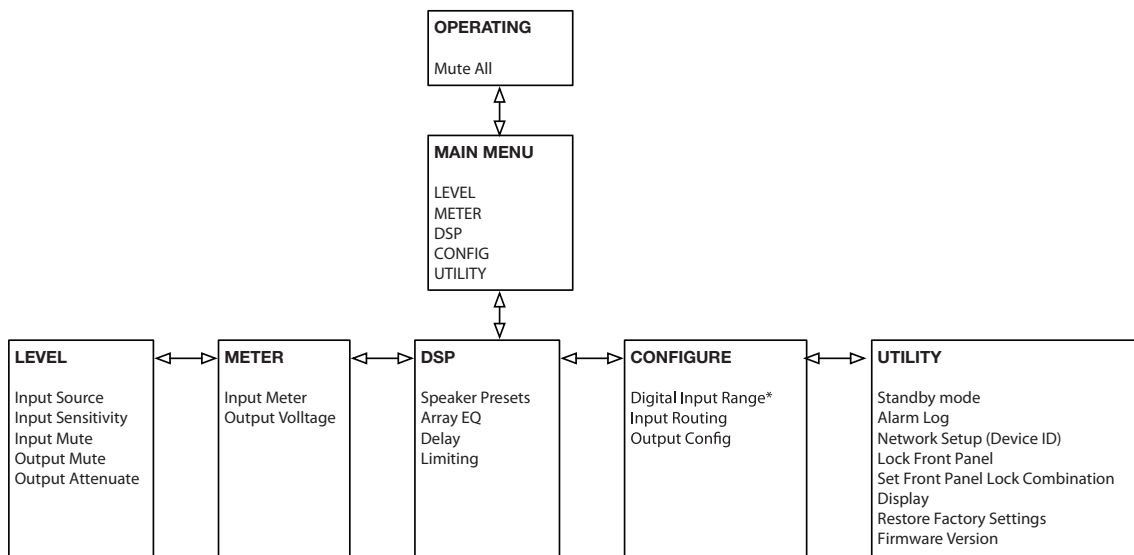 OPERATING
Mute All
MAIN MENU
LEVEL
METER
DSP
CONFIG
UTILITY
LEVEL
Input Source
Input Sensitivity
Input Mute
Output Mute
Output Attenuate
METER
Input Meter
Output Volltage
DSP
Speaker Presets
Array EQ
Delay
Limiting
CONFIGURE
Digital Input Range*
Input Routing
Output Config
UTILITY
Standby mode
Alarm Log
Network Setup (Device ID)
Lock Front Panel
Set Front Panel Lock Combination
Display
Restore Factory Settings
Firmware Version